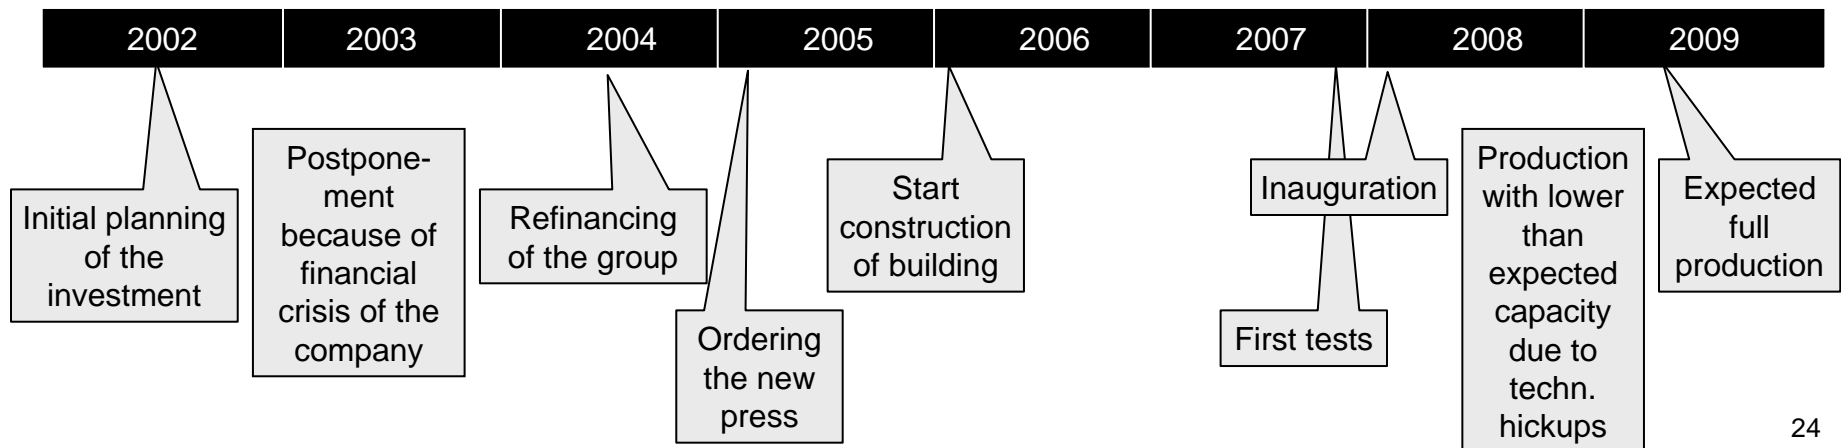 2002 2003 2004 2005 2006 2007 2008 2009
Initial planning
of the
investment
Postpone-
ment
because of
financial
crisis of the
company
Refinancing
of the group
Ordering
the new
press
Start
construction
of building
First tests
Inauguration
Production
with lower
than
expected
capacity
due to
techn.
hickups
Expected
full
production
24